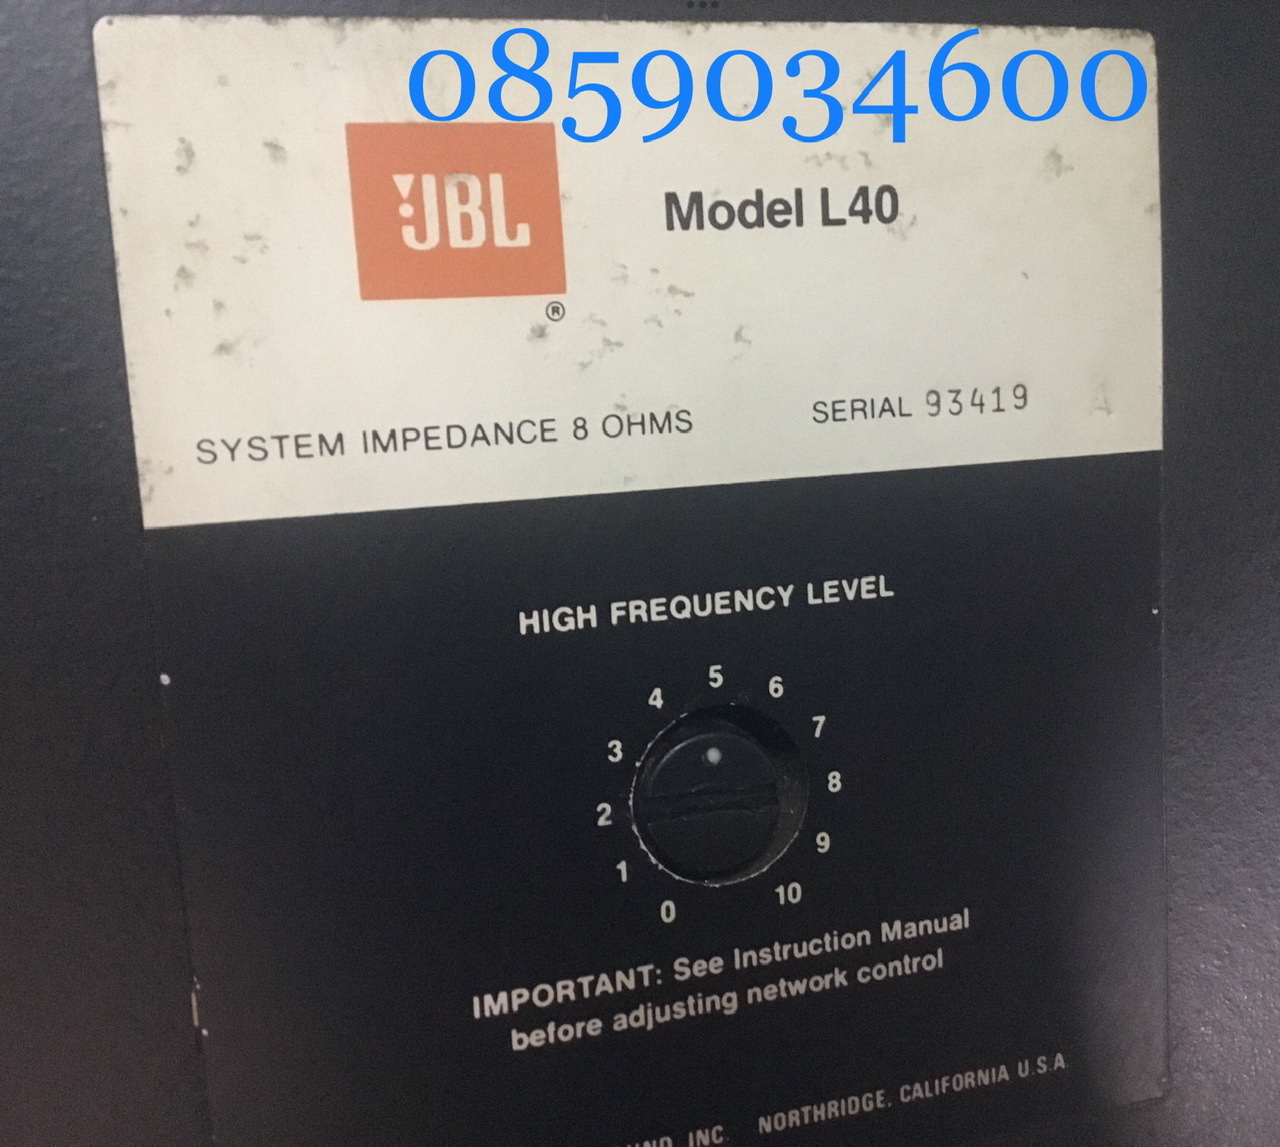 0859034600
JBL
®
Model L40
SYSTEM IMPEDANCE 8 OHMS
SERIAL 93419
HIGH FREQUENCY LEVEL
0 1 2 3 4 5 6 7 8 9 10
IMPORTANT: See Instruction Manual
before adjusting network control
INC. NORTHRIDGE, CALIFORNIA U.S.A.